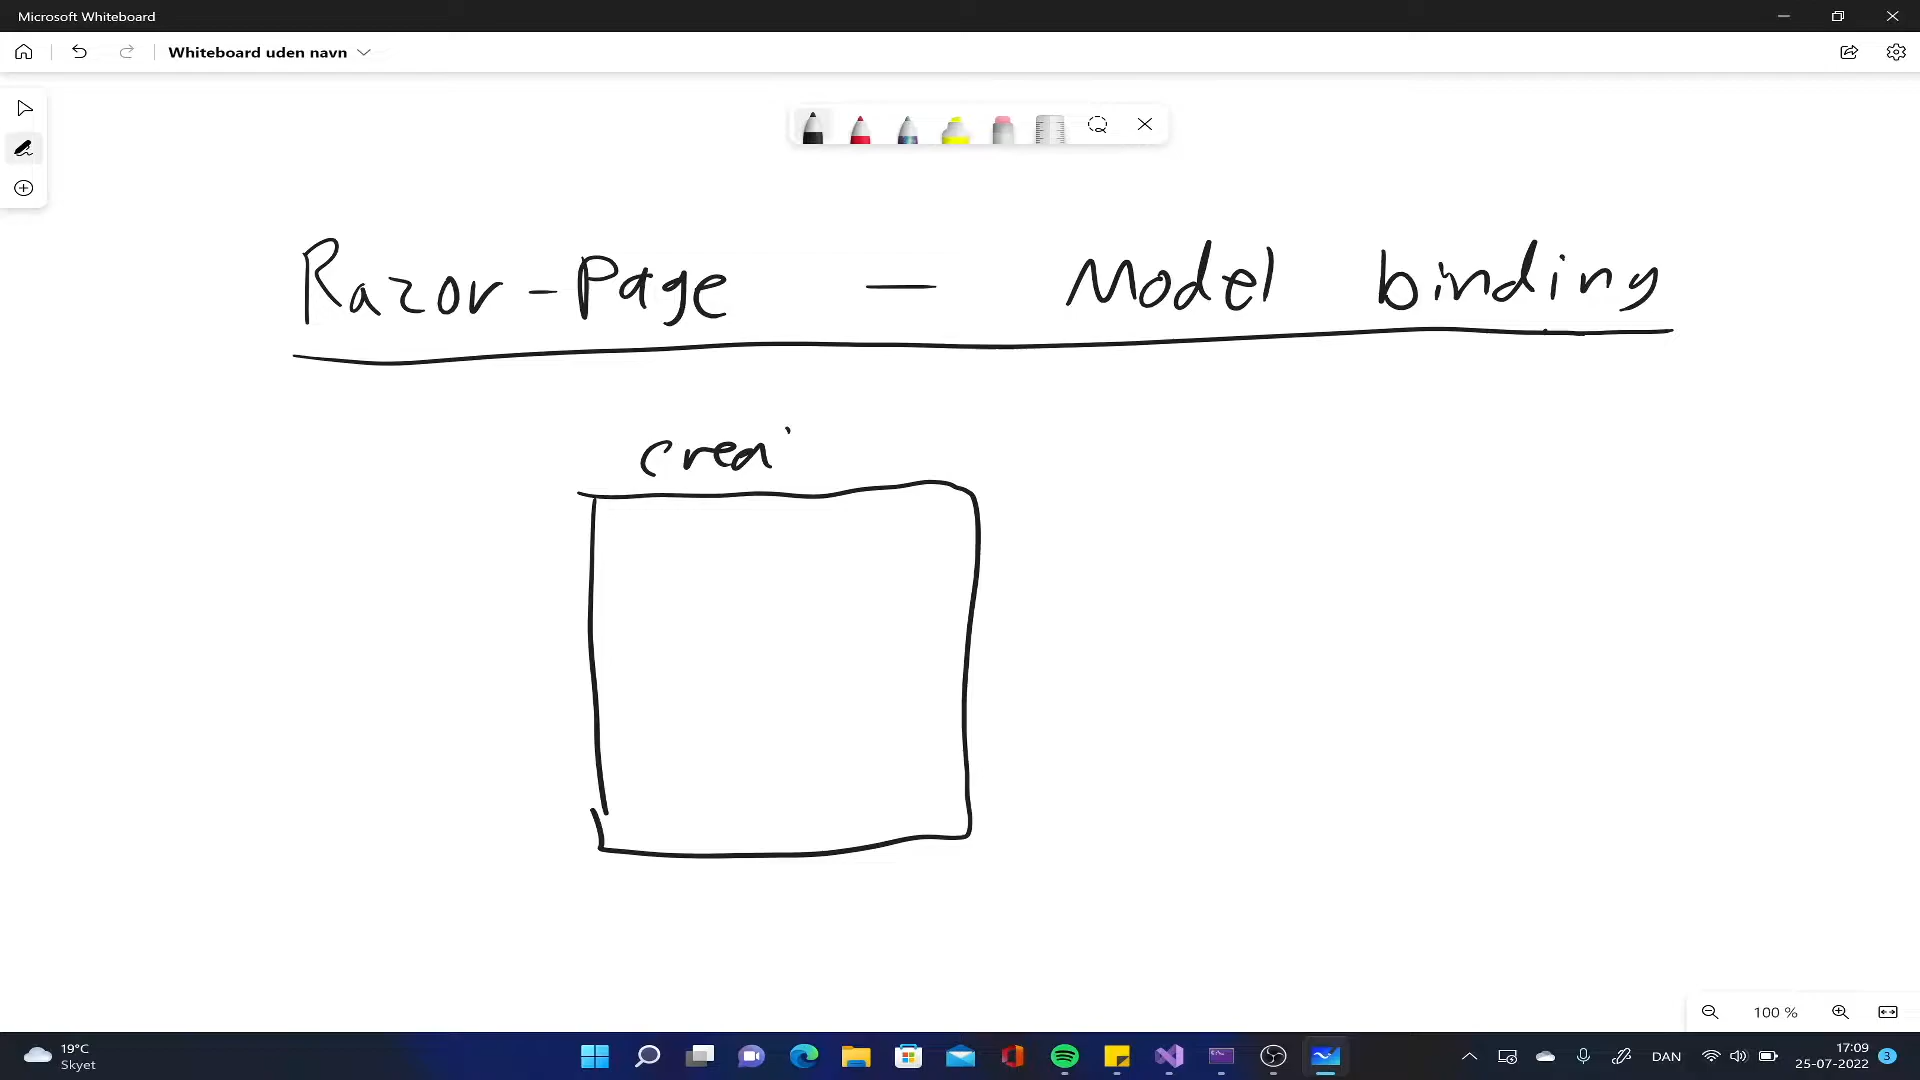 Microsoft Whiteboard
Whiteboard uden navn
Razor-Page — Model binding
crea
100 %
19°C
Skyet
DAN
17:09
25-07-2022
3